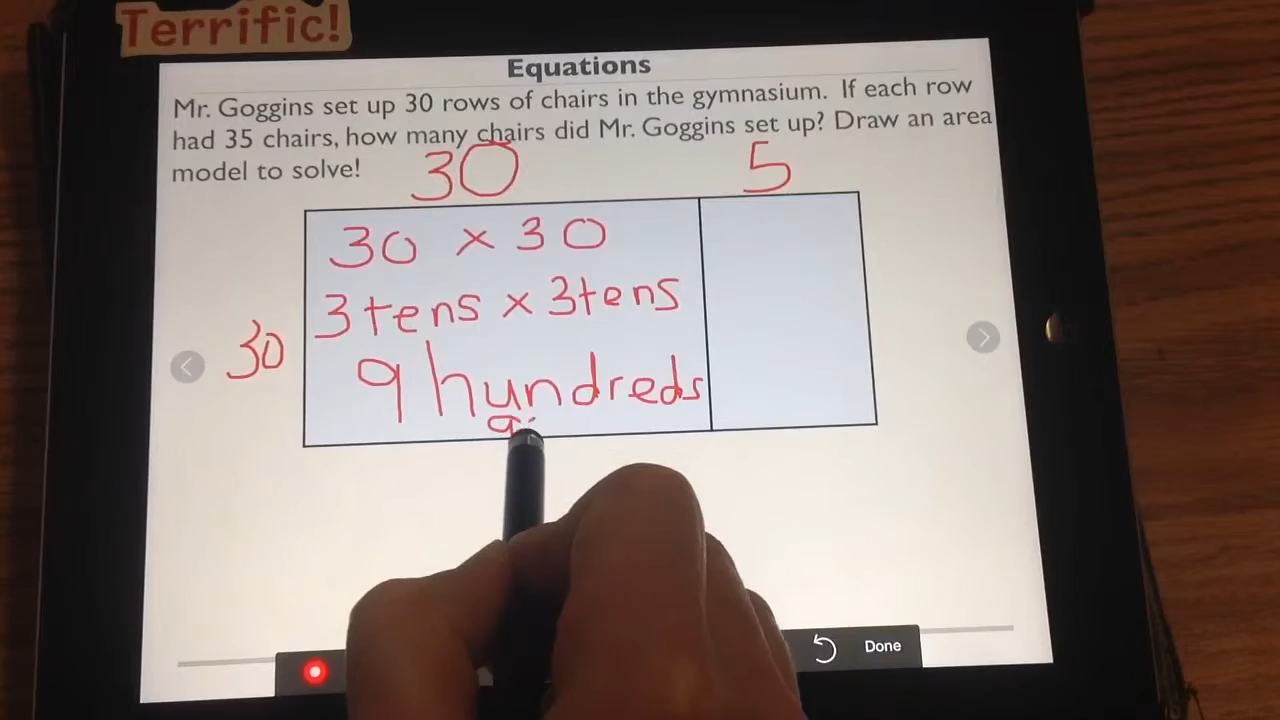 Terrific!
Equations
Mr. Goggins set up 30 rows of chairs in the gymnasium. If each row
had 35 chairs, how many chairs did Mr. Goggins set up? Draw an area
model to solve!
30 5
30 x 30
3 tens x 3 tens
30
9 hundreds
Done